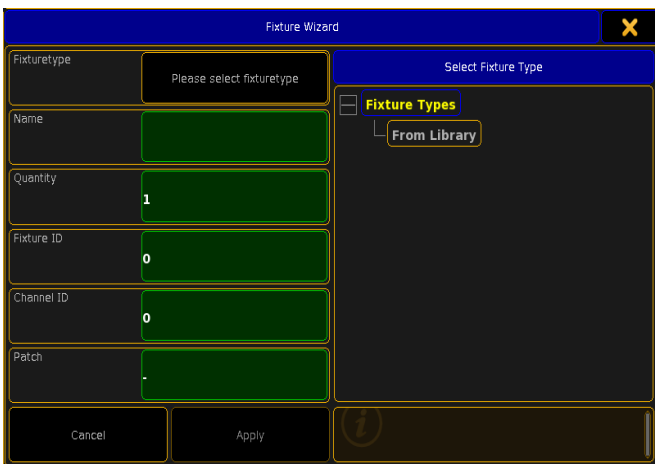 Fixture Wizard
Fixturetype
Please select fixturetype
Name
Quantity
1
Fixture ID
0
Channel ID
0
Patch
-
Cancel
Apply
Select Fixture Type
Fixture Types
From Library